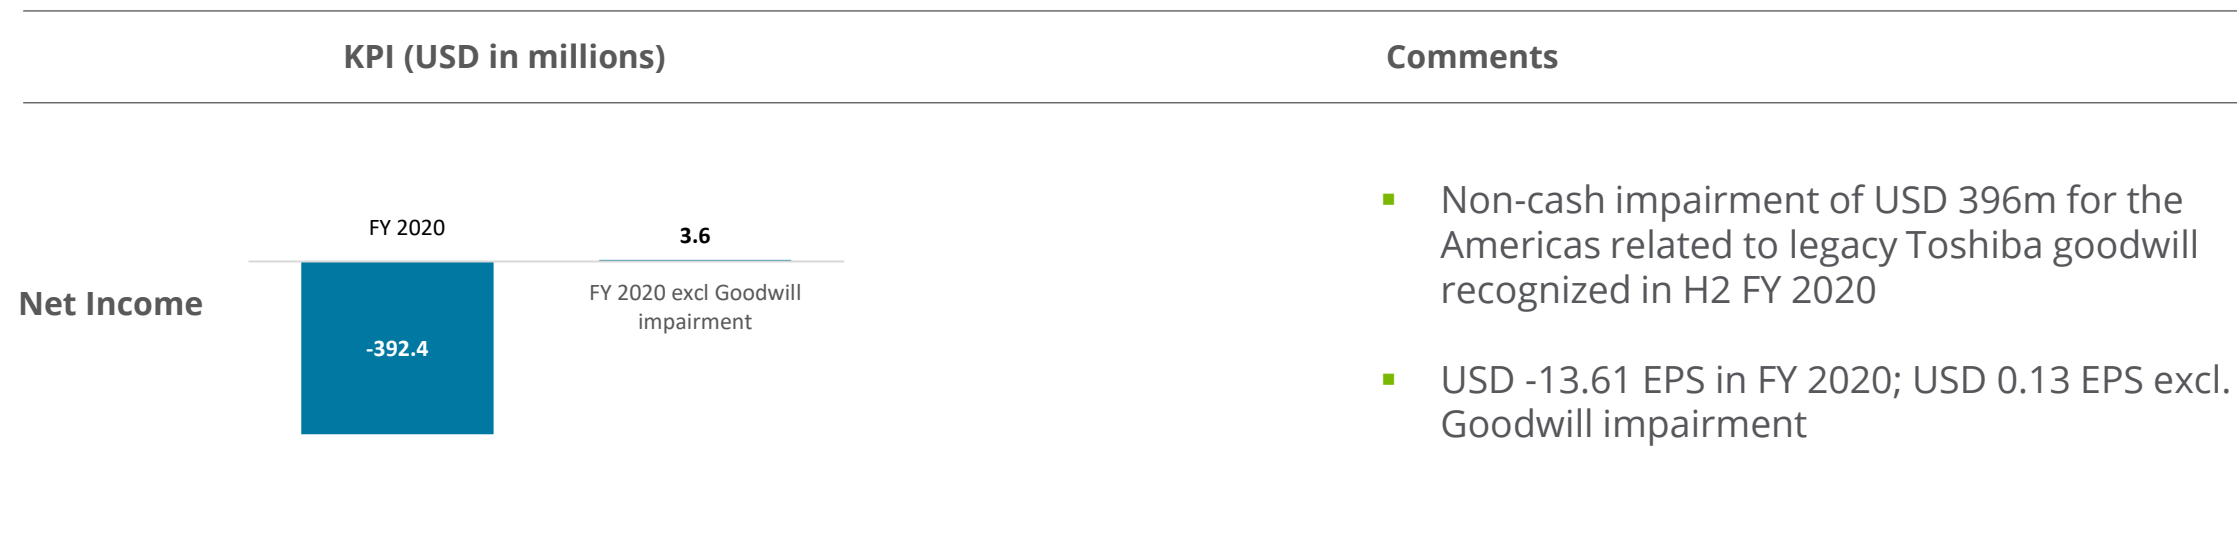 KPI (USD in millions)
Comments
Net Income
FY 2020
-392.4
3.6
FY 2020 excl Goodwill
impairment
▪ Non-cash impairment of USD 396m for the
Americas related to legacy Toshiba goodwill
recognized in H2 FY 2020
▪ USD -13.61 EPS in FY 2020; USD 0.13 EPS excl.
Goodwill impairment